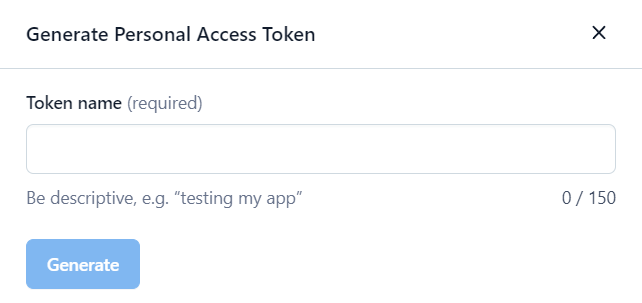 Generate Personal Access Token
Token name (required)
Be descriptive, e.g. “testing my app”
0 / 150
Generate